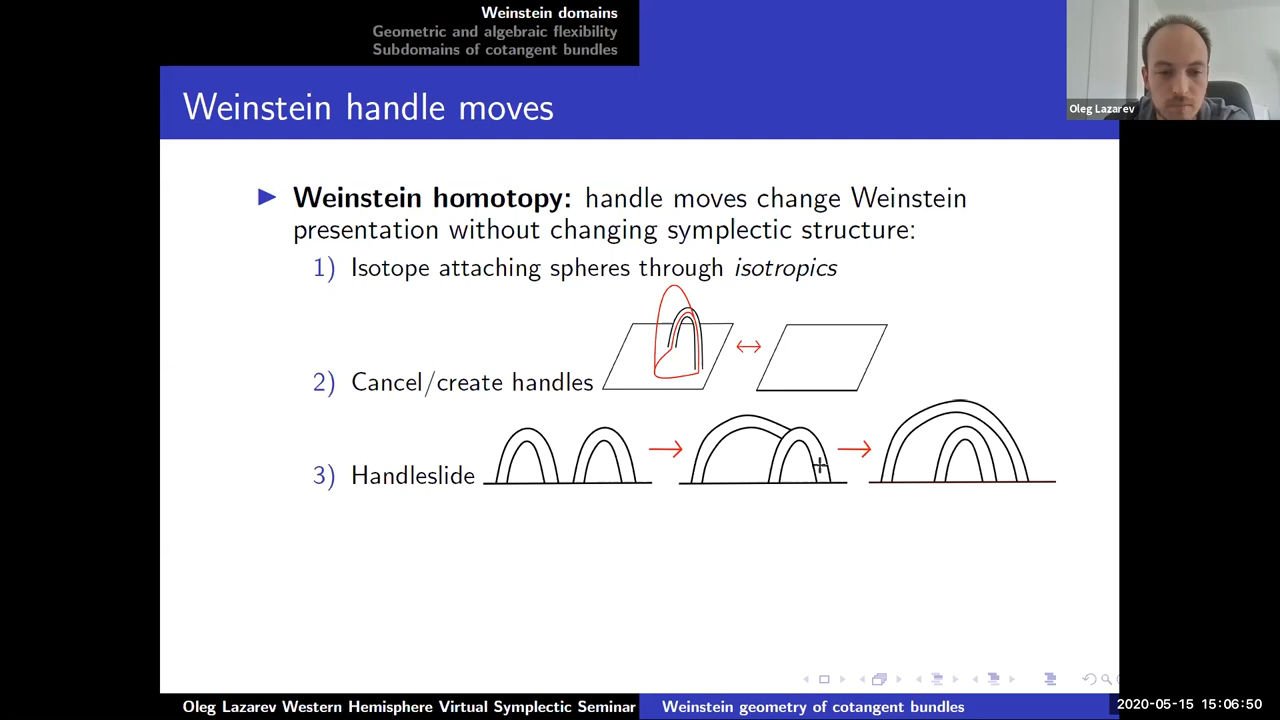 Weinstein domains
Geometric and algebraic flexibility
Subdomains of cotangent bundles
Oleg Lazarev
Weinstein handle moves
Weinstein homotopy: handle moves change Weinstein
presentation without changing symplectic structure:
1) Isotope attaching spheres through isotropics
2) Cancel/create handles
3) Handleslide
Oleg Lazarev Western Hemisphere Virtual Symplectic Seminar
Weinstein geometry of cotangent bundles
2020-05-15 15:06:50